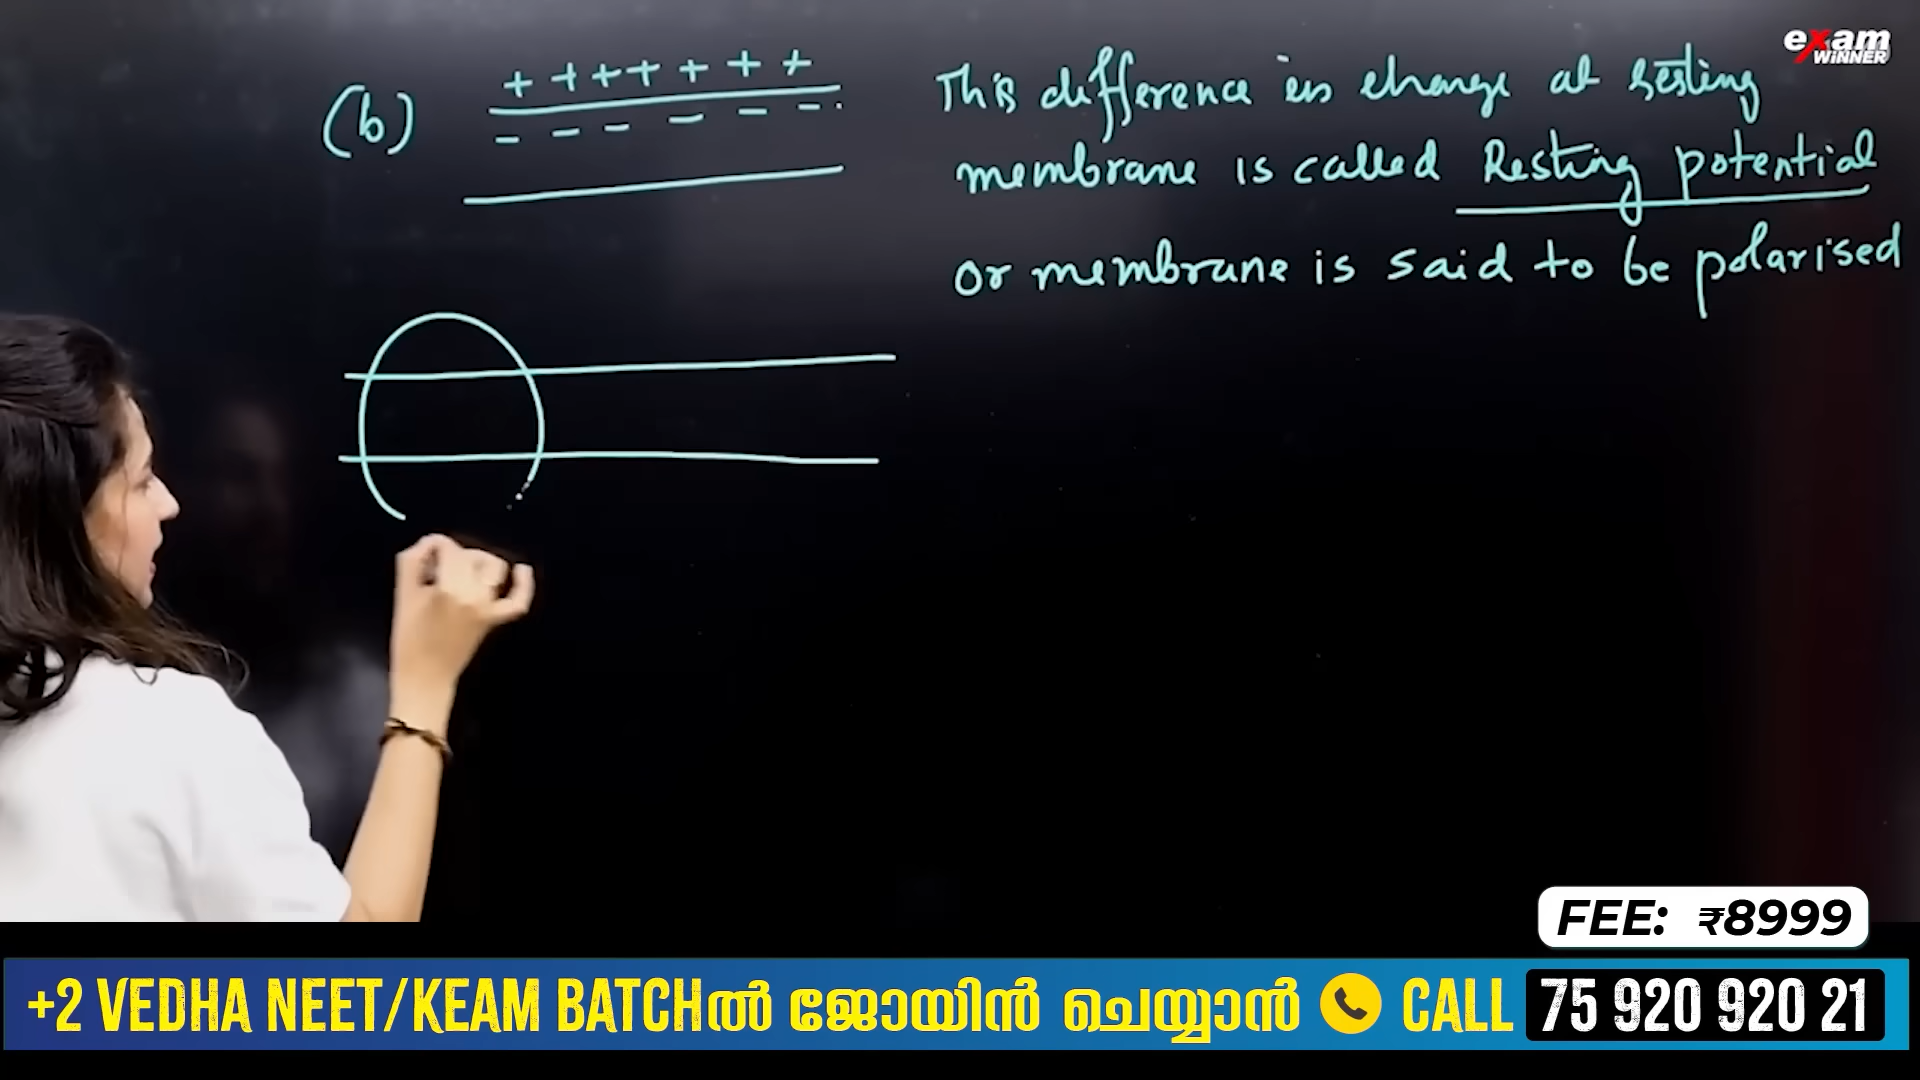 exam
WINNER
(b)
+ + + + + + +
- - - - - - -
This difference in charge at resting
membrane is called Resting potential
or membrane is said to be polarised
FEE: ₹8999
+2 VEDHA NEET/KEAM BATCHൽ ജോയിൻ ചെയ്യാൻ CALL 75 920 920 21